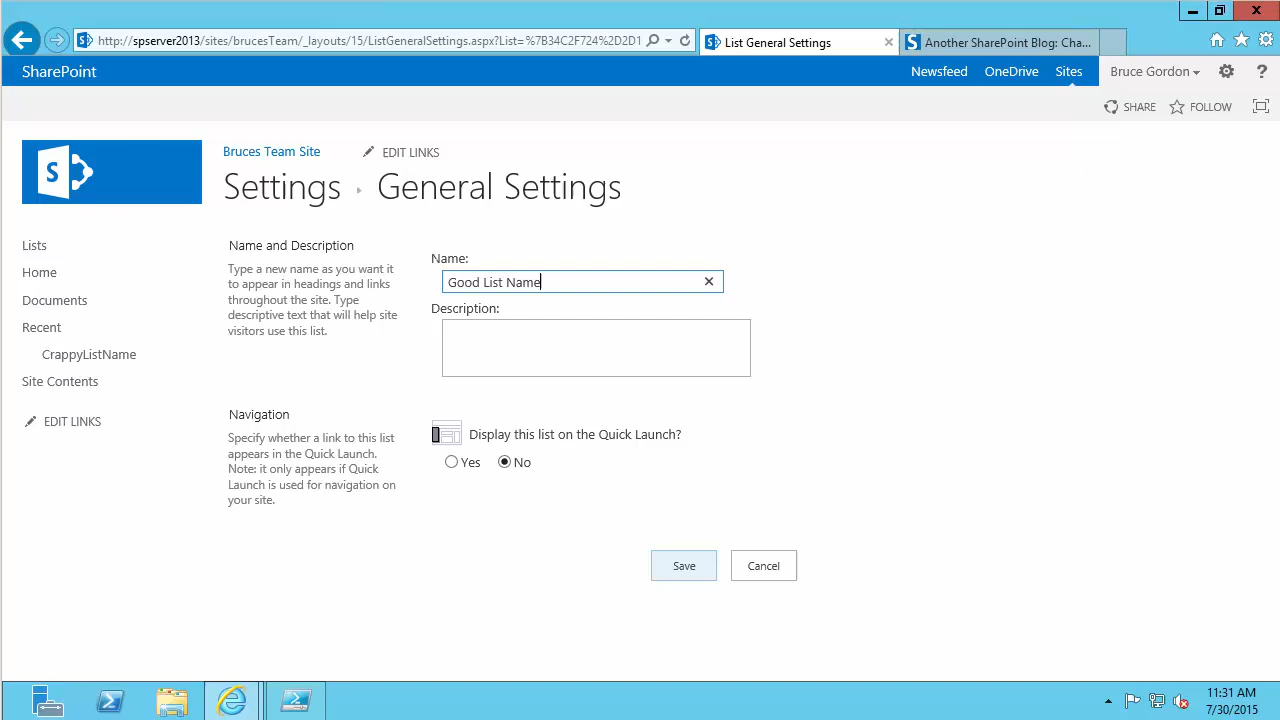 http://spserver2013/sites/brucesTeam/_layouts/15/ListGeneralSettings.aspx?List=%7B34C2F724%2D2D1
List General Settings
Another SharePoint Blog: Cha...
SharePoint
Newsfeed
OneDrive
Sites
Bruce Gordon
?
SHARE
FOLLOW
S
Bruces Team Site
EDIT LINKS
Settings
General Settings
Lists
Home
Documents
Recent
CrappyListName
Site Contents
EDIT LINKS
Name and Description
Type a new name as you want it
to appear in headings and links
throughout the site. Type
descriptive text that will help site
visitors use this list.
Name:
Good List Name
Description:
Navigation
Specify whether a link to this list
appears in the Quick Launch.
Note: it only appears if Quick
Launch is used for navigation on
your site.
Display this list on the Quick Launch?
Yes
No
Save
Cancel
11:31 AM
7/30/2015